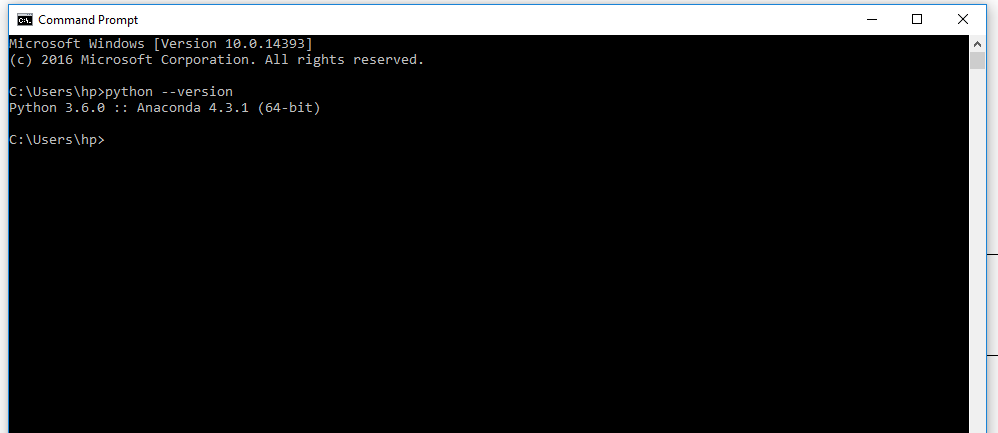 Command Prompt
Microsoft Windows [Version 10.0.14393]
(c) 2016 Microsoft Corporation. All rights reserved.
C:\Users\hp>python --version
Python 3.6.0 :: Anaconda 4.3.1 (64-bit)
C:\Users\hp>